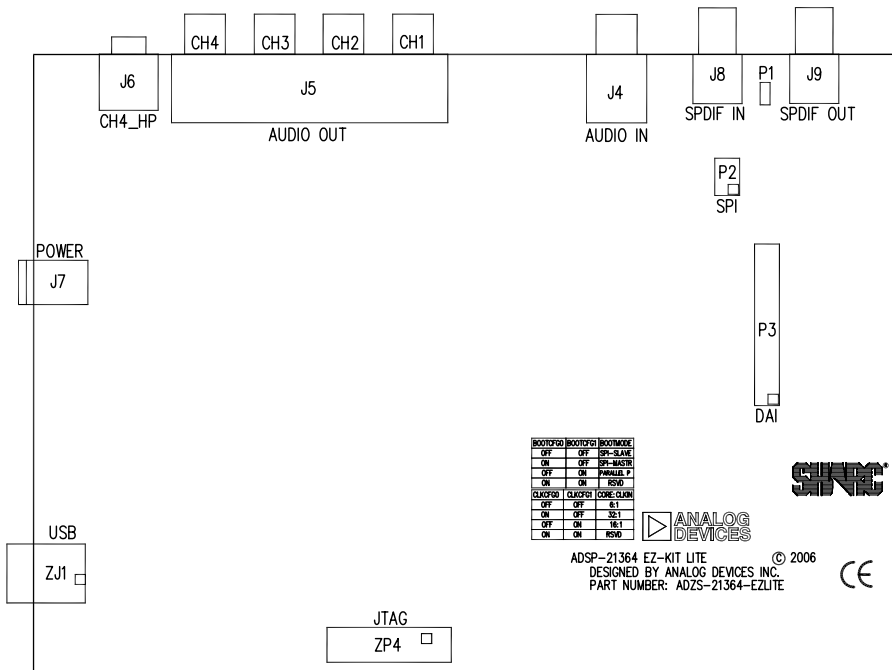 CH4 CH3 CH2 CH1
J6 J5 J4 J8 P1 J9
CH4_HP AUDIO OUT AUDIO IN SPDIF IN SPDIF OUT
P2
SPI
POWER
J7
P3
DAI
BOOTCFG0 BOOTCFG1 BOOTMODE
OFF OFF SPI-SLAVE
ON OFF SPI-MASTR
OFF ON PARALLEL P
ON ON RSVD
CLKCFG0 CLKCFG1 CORE:CLKIN
OFF OFF 6:1
ON OFF 32:1
OFF ON 16:1
ON ON RSVD
SHARC®
ANALOG
DEVICES
USB
ZJ1
ADSP-21364 EZ-KIT LITE © 2006
DESIGNED BY ANALOG DEVICES INC.
PART NUMBER: ADZS-21364-EZLITE
CE
JTAG
ZP4